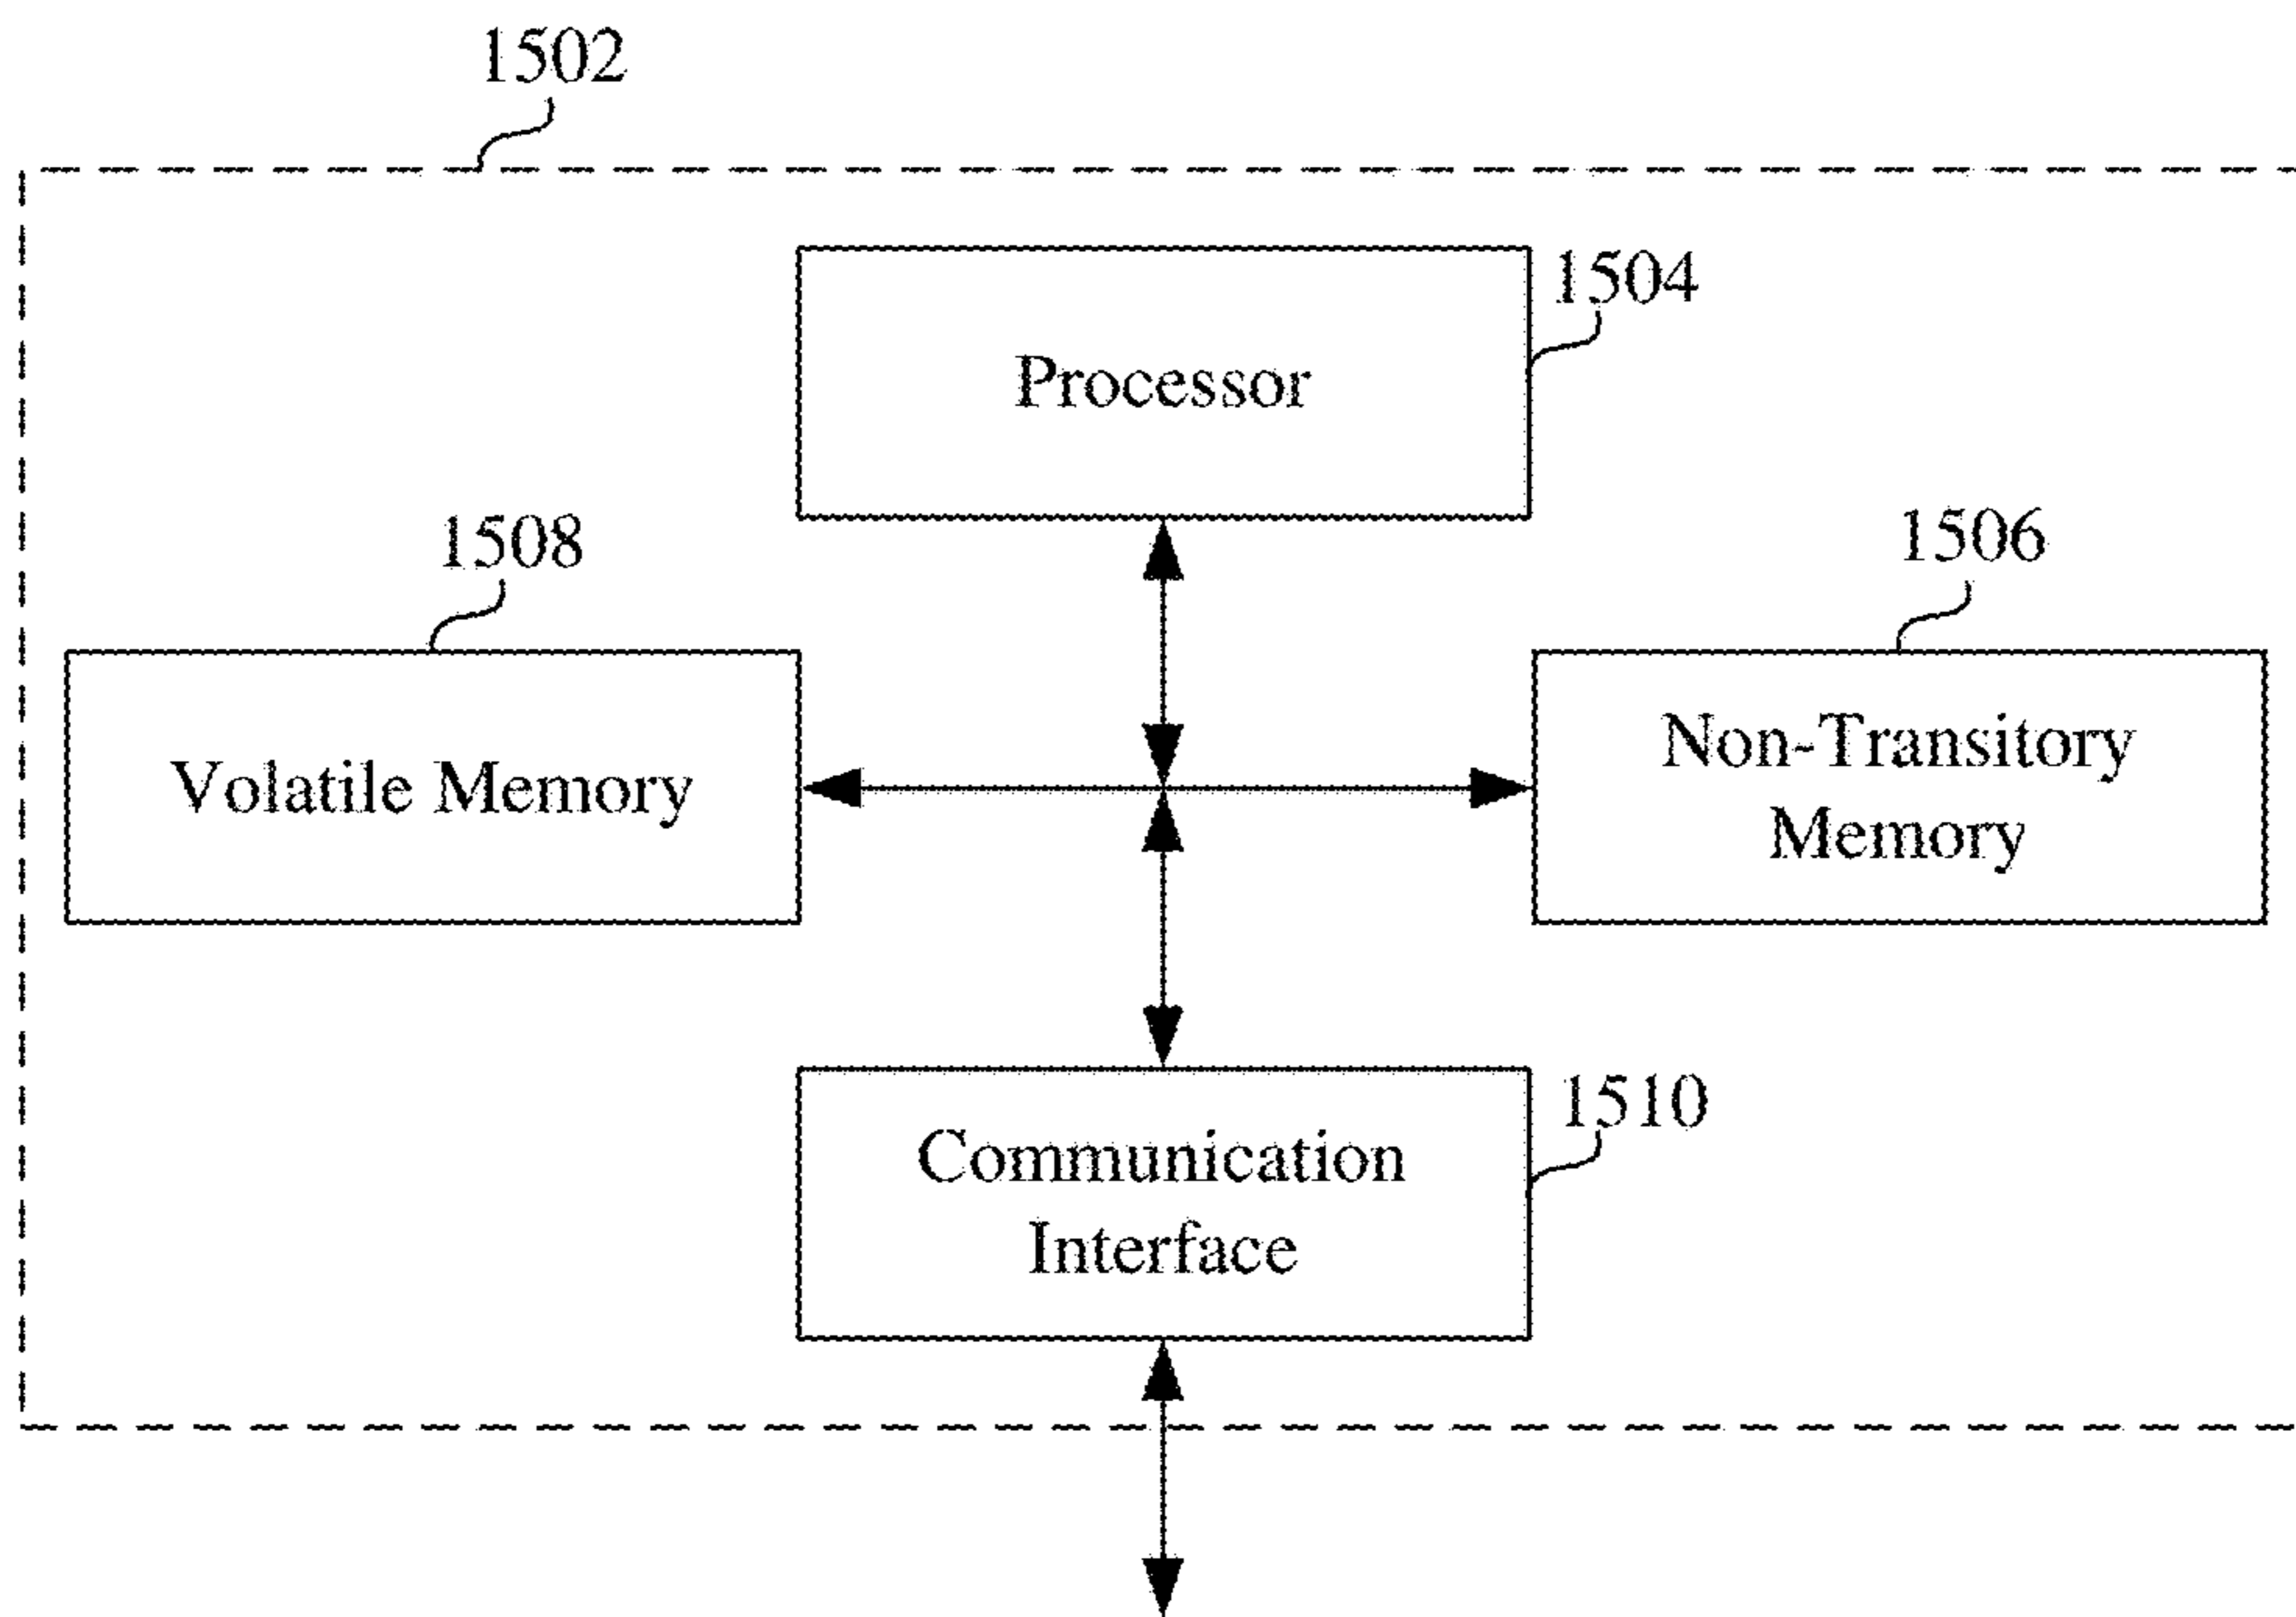 1502
1504
Processor
1508
1506
Volatile Memory
Non-Transitory
Memory
1510
Communication
Interface